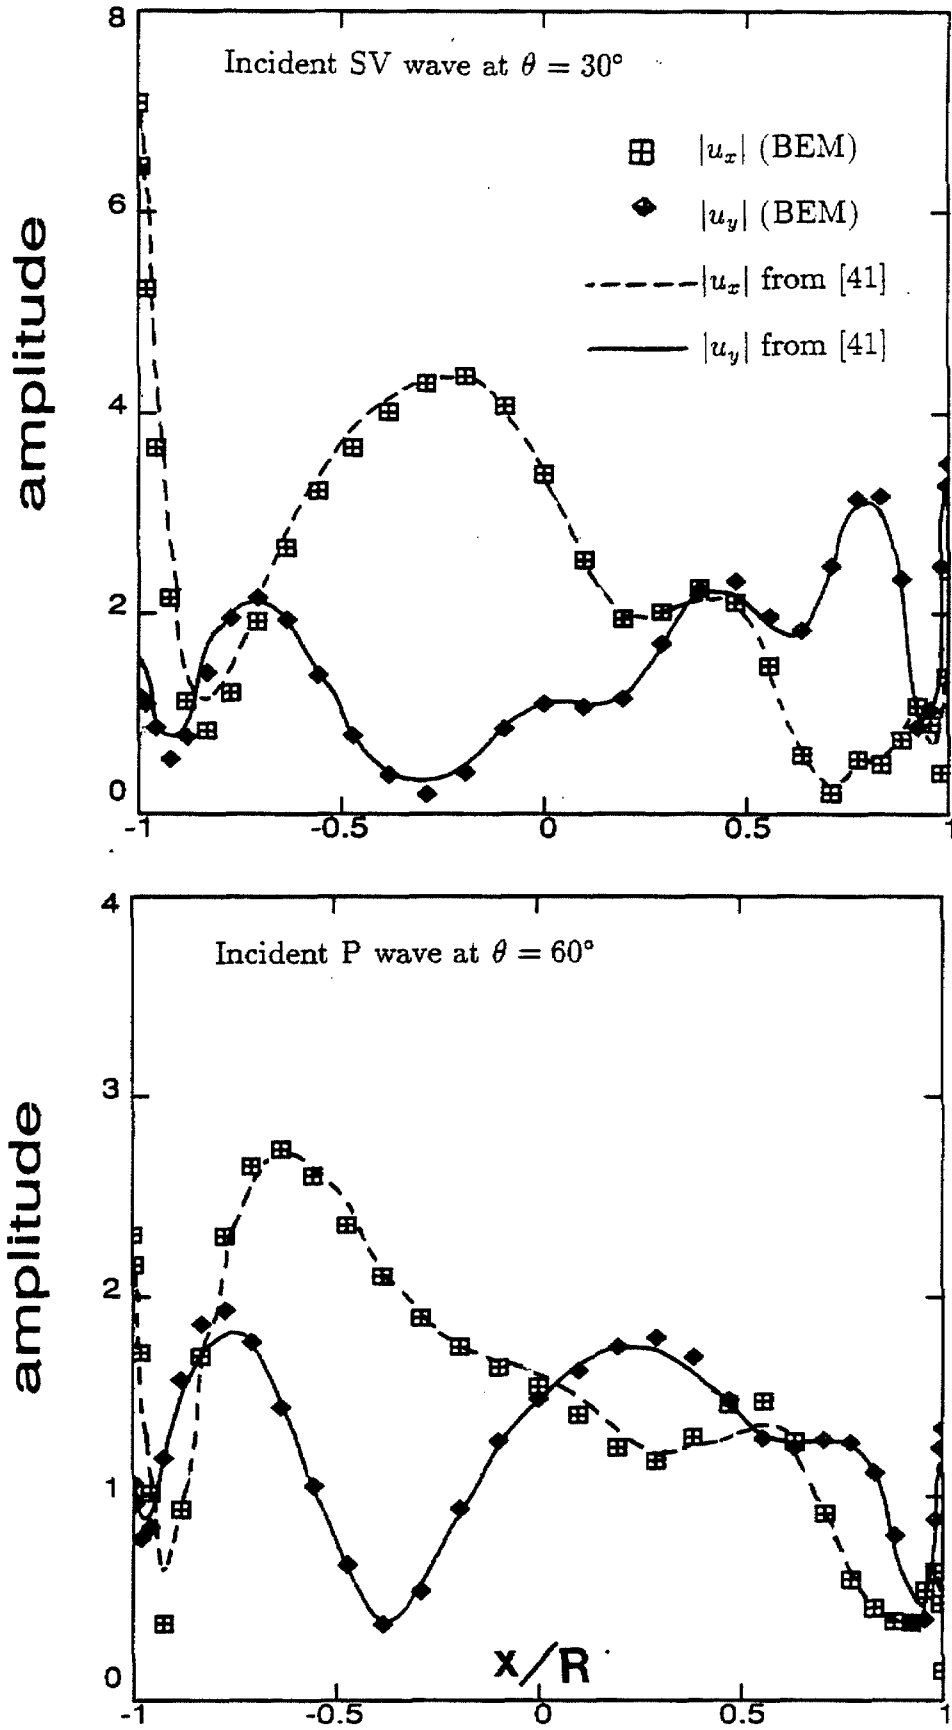 8
Incident SV wave at θ = 30°
|u_x| (BEM)
6
|u_y| (BEM)
|u_x| from [41]
|u_y| from [41]
amplitude
4
2
0
-1 -0.5 0 0.5 1
4
Incident P wave at θ = 60°
3
amplitude
2
1
x/R
0
-1 -0.5 0 0.5 1